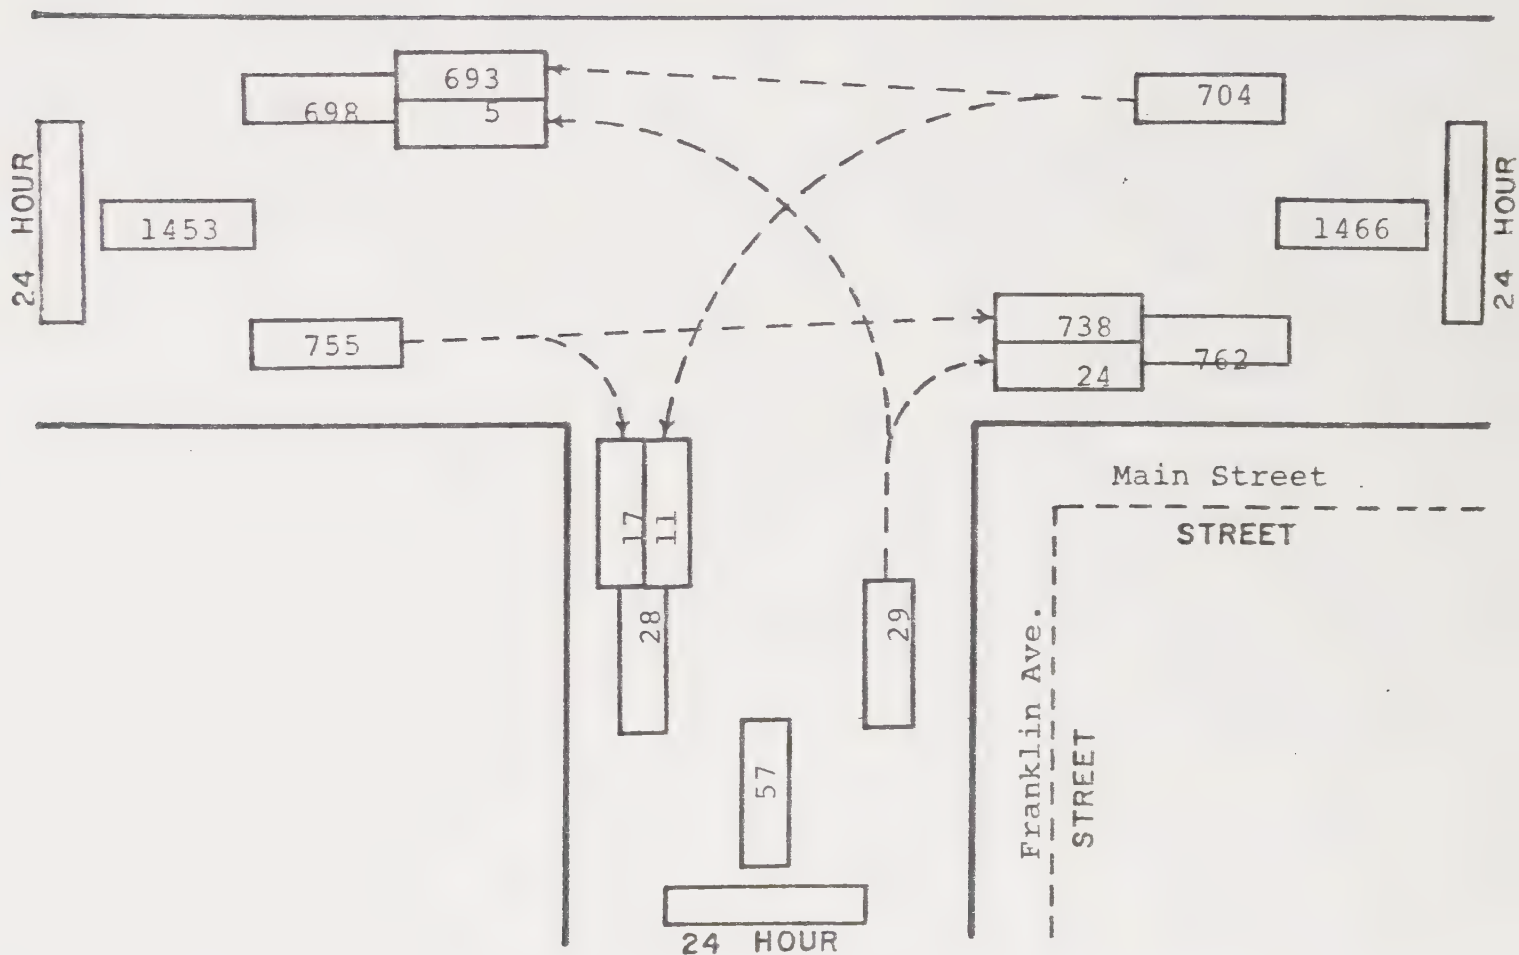 693
704
698
5
24 HOUR
1453
1466
24 HOUR
755
738
762
24
Main Street
STREET
17
11
28
29
Franklin Ave.
STREET
57
24 HOUR